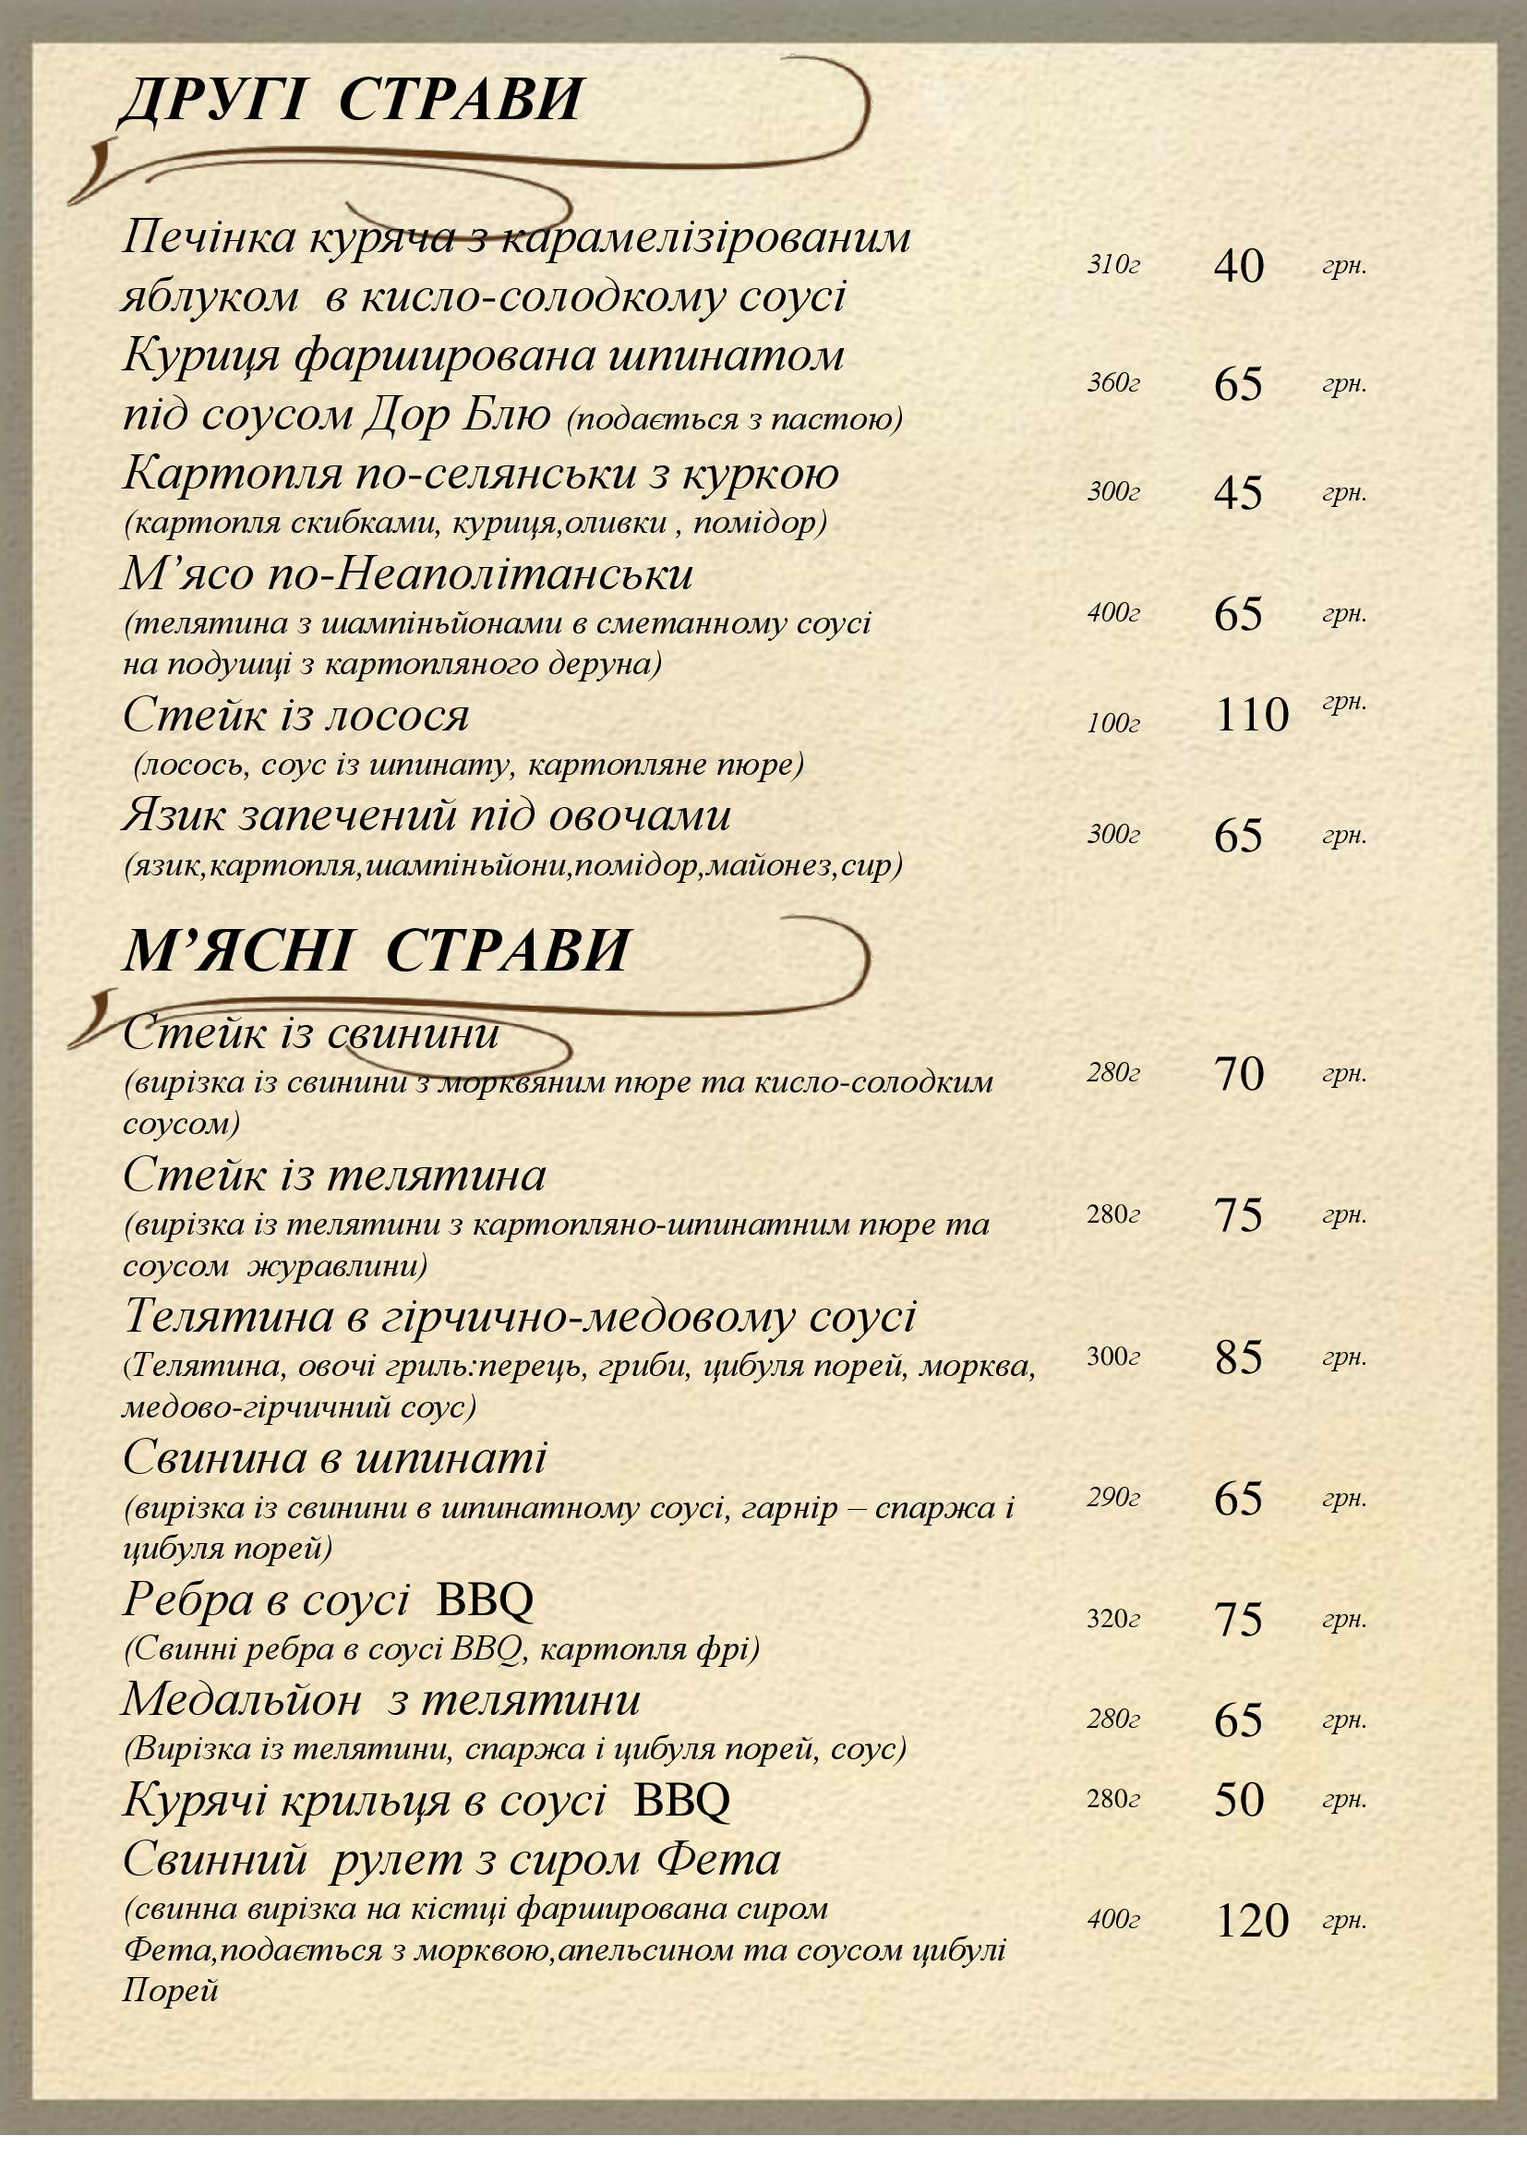 ДРУГІ СТРАВИ
Печінка куряча з карамелізірованим
яблуком в кисло-солодкому соусі
310г 40 грн.
Куриця фарширована шпинатом
під соусом Дор Блю (подається з пастою)
360г 65 грн.
Картопля по-селянськи з куркою
(картопля скибками, куриця,оливки , помідор)
300г 45 грн.
М’ясо по-Неаполітанськи
(телятина з шампіньйонами в сметанному соусі
на подушці з картопляного деруна)
400г 65 грн.
Стейк із лосося
(лосось, соус із шпинату, картопляне пюре)
100г 110 грн.
Язик запечений під овочами
(язик,картопля,шампіньйони,помідор,майонез,сир)
300г 65 грн.
М’ЯСНІ СТРАВИ
Стейк із свинини
(вирізка із свинини з морквяним пюре та кисло-солодким
соусом)
280г 70 грн.
Стейк із телятина
(вирізка із телятини з картопляно-шпинатним пюре та
соусом журавлини)
280г 75 грн.
Телятина в гірчично-медовому соусі
(Телятина, овочі гриль:перець, гриби, цибуля порей, морква,
медово-гірчичний соус)
300г 85 грн.
Свинина в шпинаті
(вирізка із свинини в шпинатному соусі, гарнір – спаржа і
цибуля порей)
290г 65 грн.
Ребра в соусі BBQ
(Свинні ребра в соусі BBQ, картопля фрі)
320г 75 грн.
Медальйон з телятини
(Вирізка із телятини, спаржа і цибуля порей, соус)
280г 65 грн.
Курячі крильця в соусі BBQ
280г 50 грн.
Свинний рулет з сиром Фета
(свинна вирізка на кістці фарширована сиром
Фета,подається з морквою,апельсином та соусом цибулі
Порей
400г 120 грн.